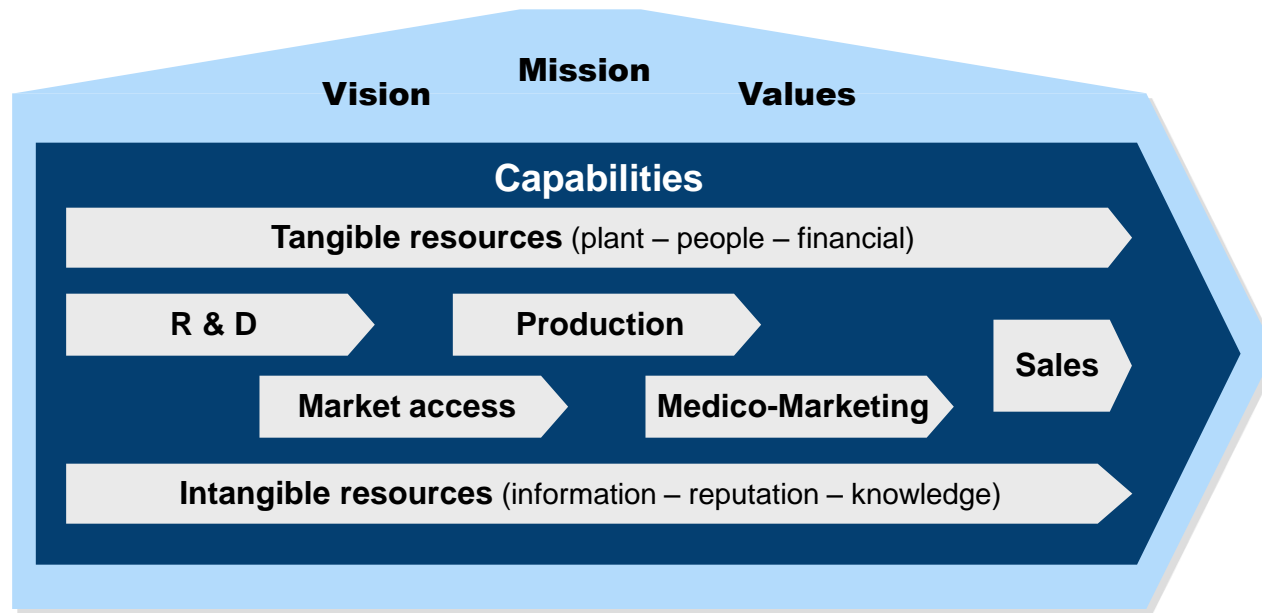 Mission
Vision
Values
Capabilities
Tangible resources (plant – people – financial)
R & D
Production
Sales
Market access
Medico-Marketing
Intangible resources (information – reputation – knowledge)